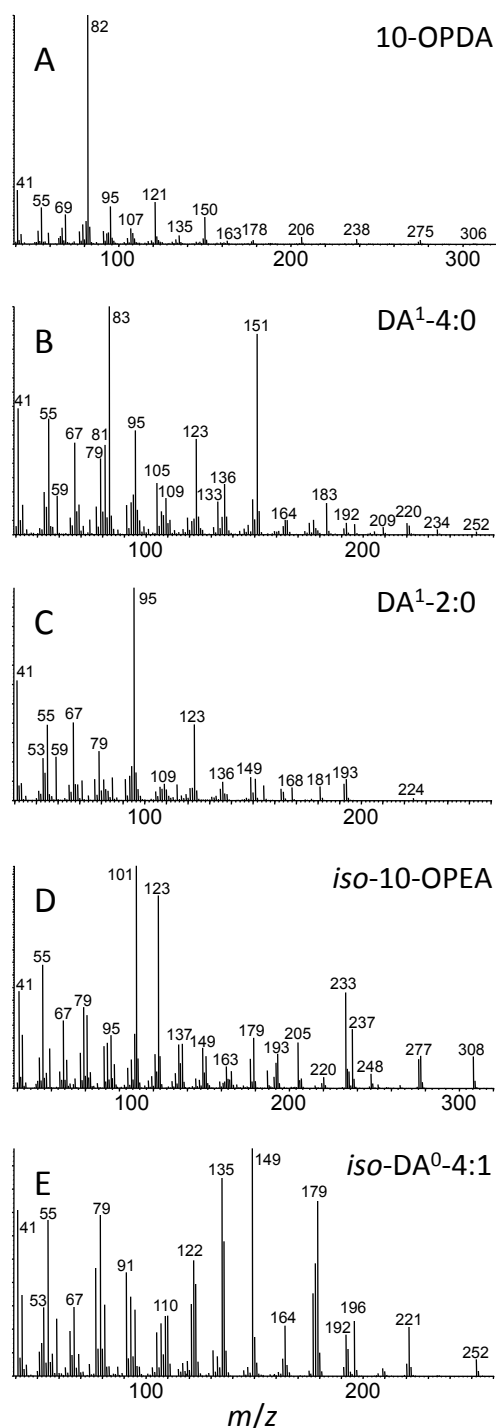 A 82 10-OPDA
41 55 69 95 107 121 135 150 163 178 206 238 275 306
100 200 300
B 83 151 DA¹-4:0
41 55 59 67 79 81 95 105 109 123 133 136 164 183 192 209 220 234 252
100 200
C 95 DA¹-2:0
41 53 55 59 67 79 109 123 136 149 168 181 193 224
100 200
D 101 123 iso-10-OPEA
41 55 67 79 95 137 149 163 179 193 205 220 233 237 248 277 308
100 200 300
E 149 iso-DA⁰-4:1
41 53 55 67 79 91 110 122 135 164 179 192 196 221 252
100 200
m/z